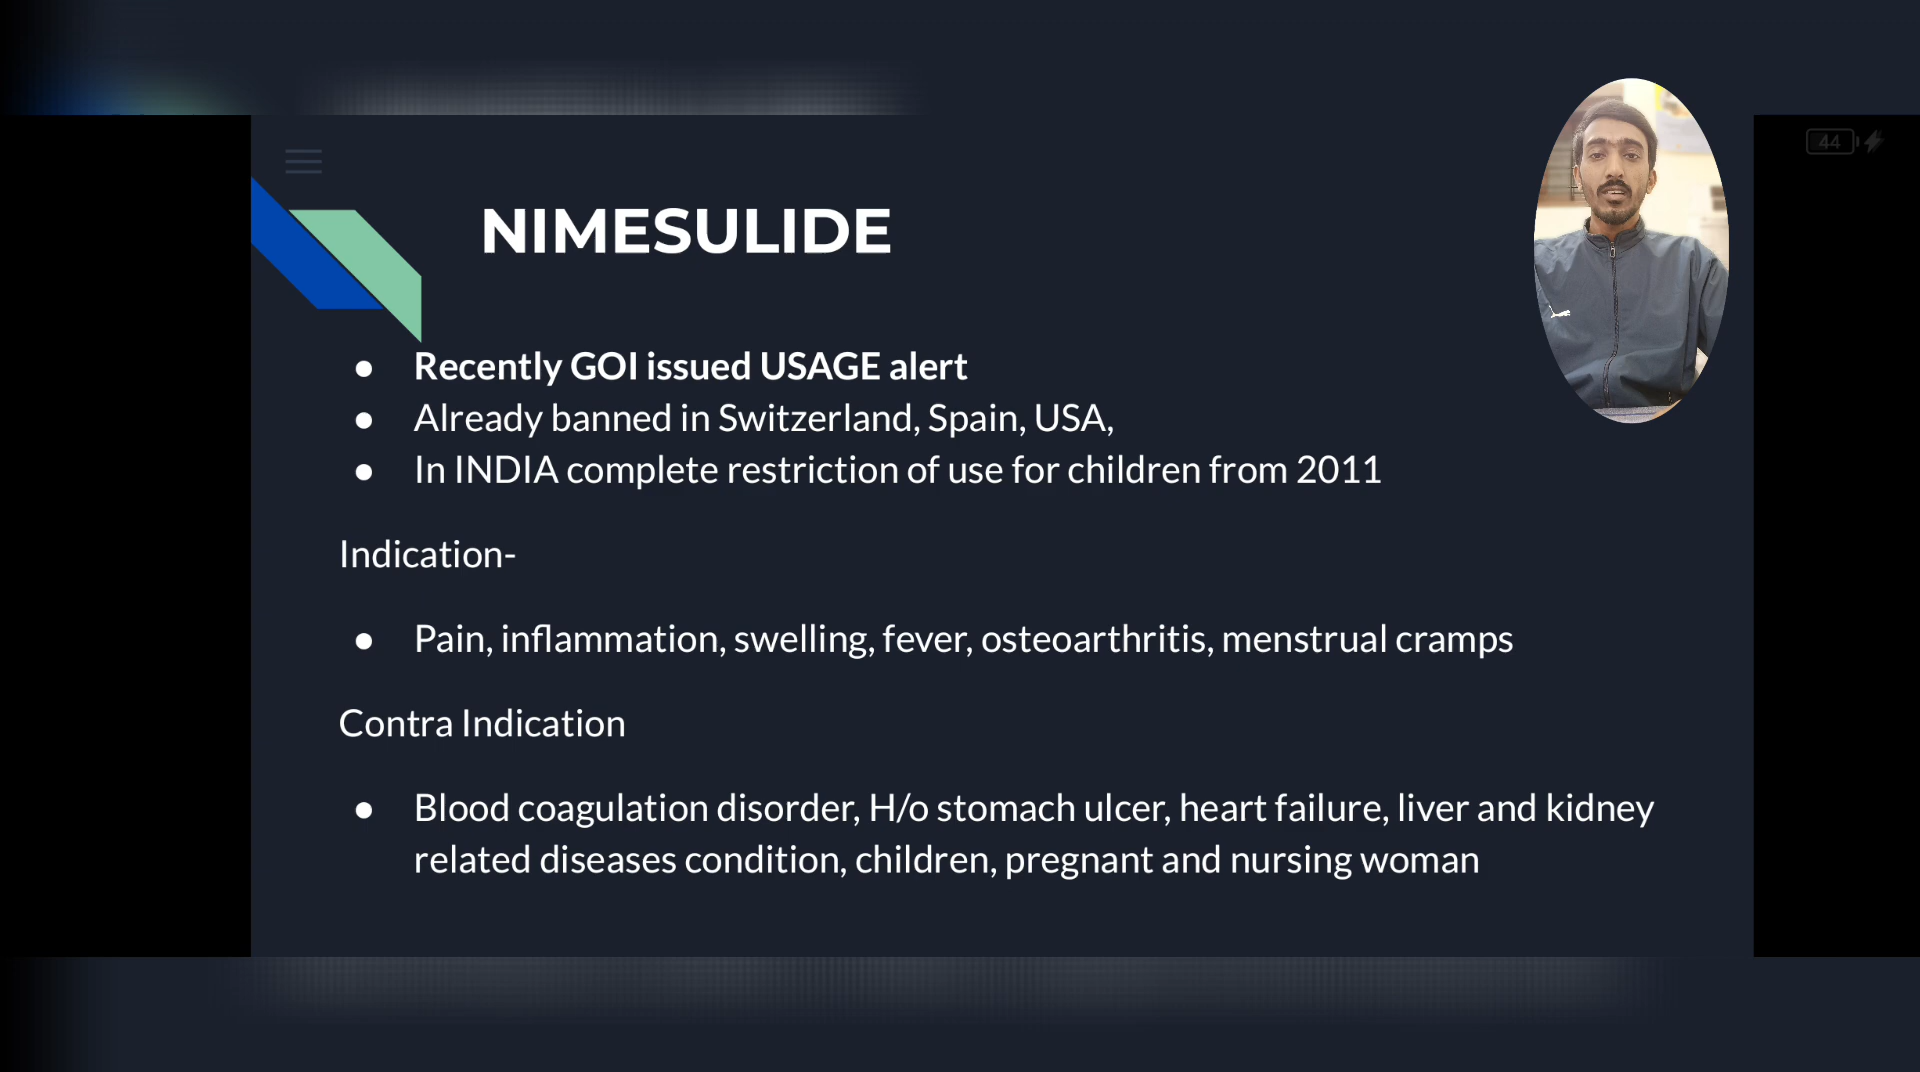 44
NIMESULIDE
● Recently GOI issued USAGE alert
● Already banned in Switzerland, Spain, USA,
● In INDIA complete restriction of use for children from 2011
Indication-
● Pain, inflammation, swelling, fever, osteoarthritis, menstrual cramps
Contra Indication
● Blood coagulation disorder, H/o stomach ulcer, heart failure, liver and kidney
related diseases condition, children, pregnant and nursing woman